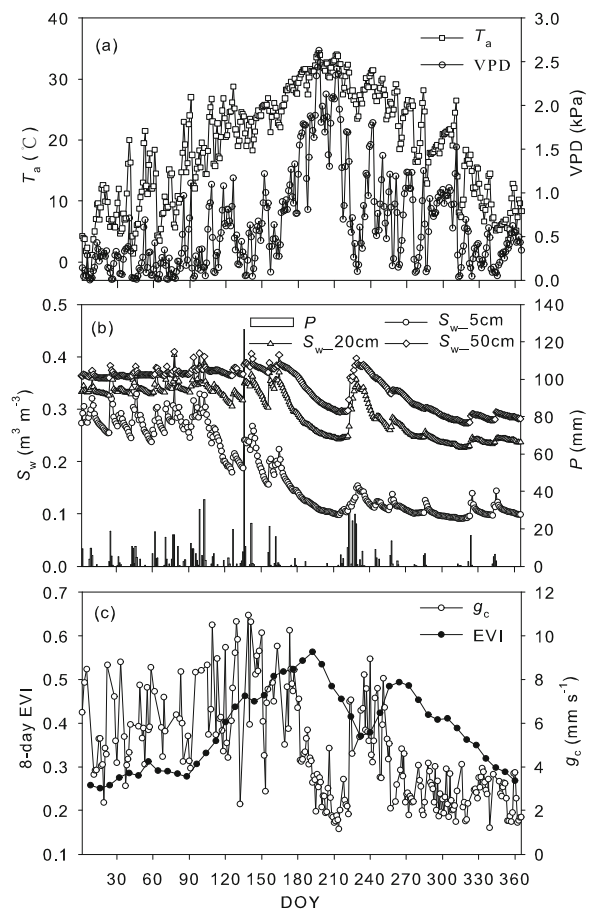 (a)
Tₐ
VPD
40
30
20
10
0
Tₐ (℃)
3.0
2.5
2.0
1.5
1.0
0.5
0.0
VPD (kPa)
(b)
P
S_w_5cm
S_w_20cm
S_w_50cm
0.5
0.4
0.3
0.2
0.1
0.0
S_w (m³ m⁻³)
140
120
100
80
60
40
20
0
P (mm)
(c)
g_c
EVI
0.7
0.6
0.5
0.4
0.3
0.2
0.1
8-day EVI
12
10
8
6
4
2
0
g_c (mm s⁻¹)
30 60 90 120 150 180 210 240 270 300 330 360
DOY